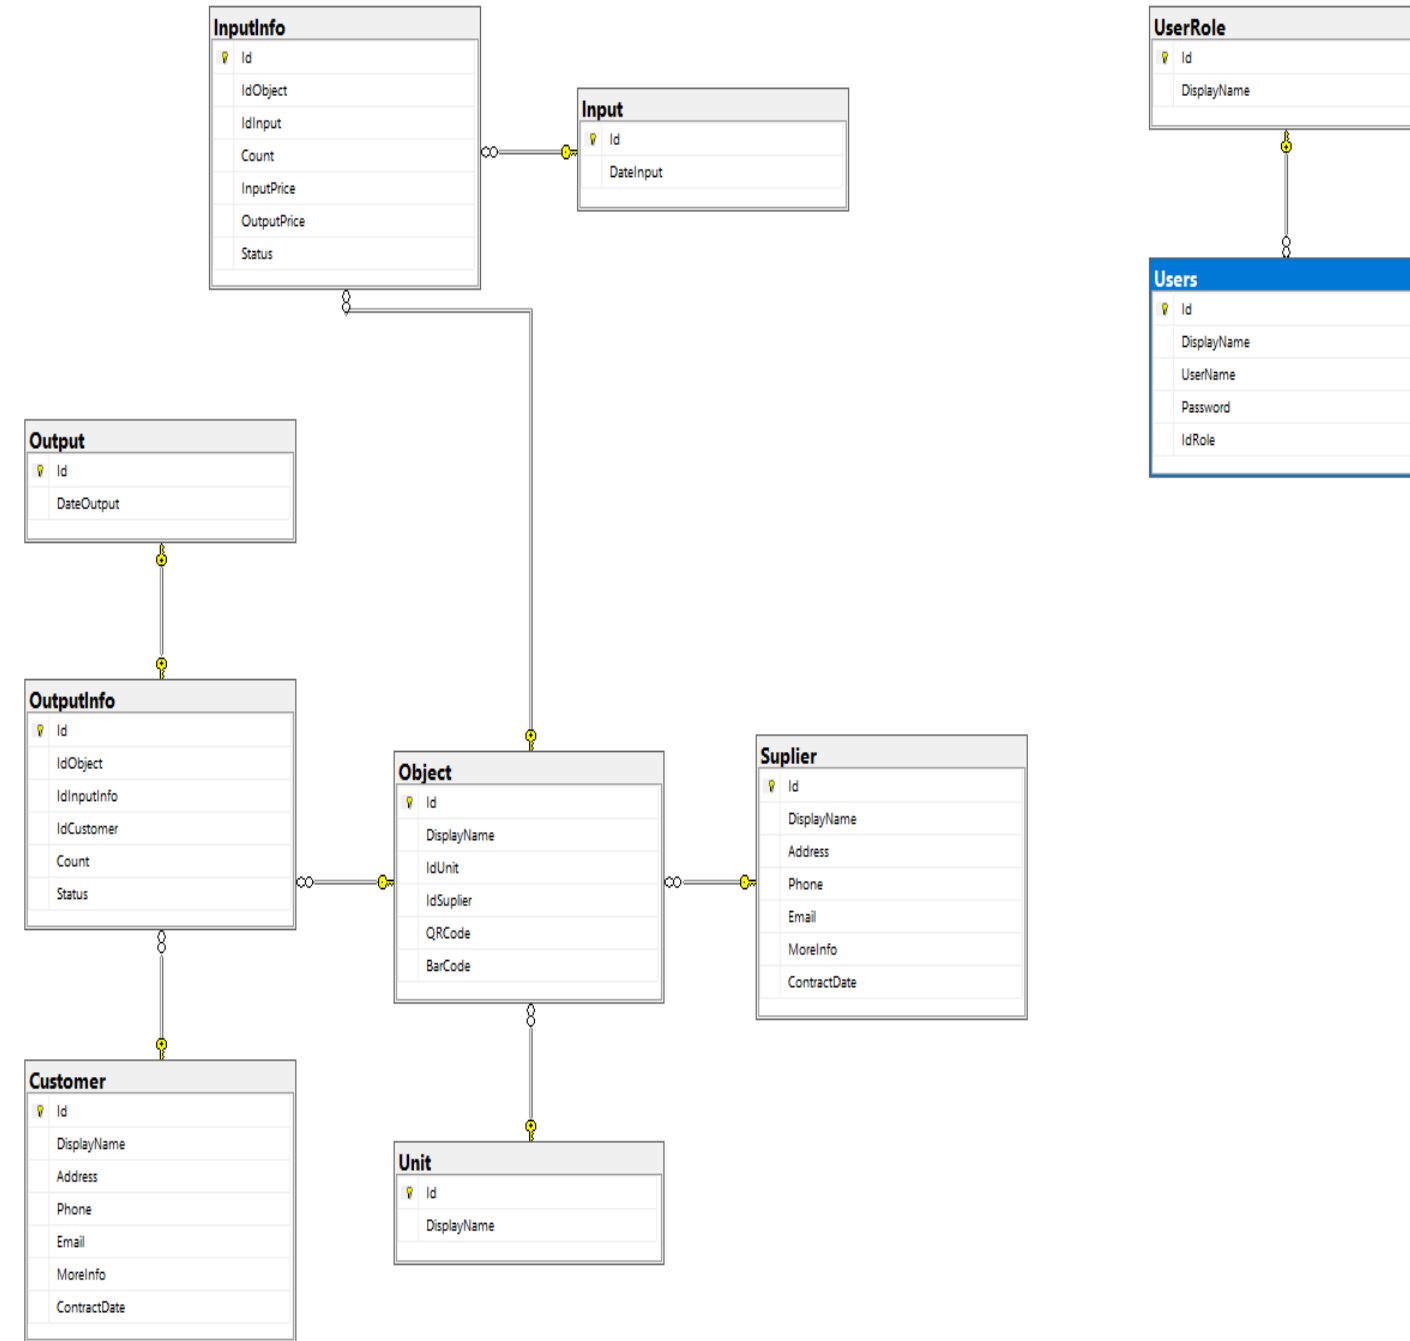 InputInfo
Id
IdObject
IdInput
Count
InputPrice
OutputPrice
Status
Input
Id
DateInput
UserRole
Id
DisplayName
Users
Id
DisplayName
UserName
Password
IdRole
Output
Id
DateOutput
OutputInfo
Id
IdObject
IdInputInfo
IdCustomer
Count
Status
Object
Id
DisplayName
IdUnit
IdSuplier
QRCode
BarCode
Suplier
Id
DisplayName
Address
Phone
Email
MoreInfo
ContractDate
Customer
Id
DisplayName
Address
Phone
Email
MoreInfo
ContractDate
Unit
Id
DisplayName